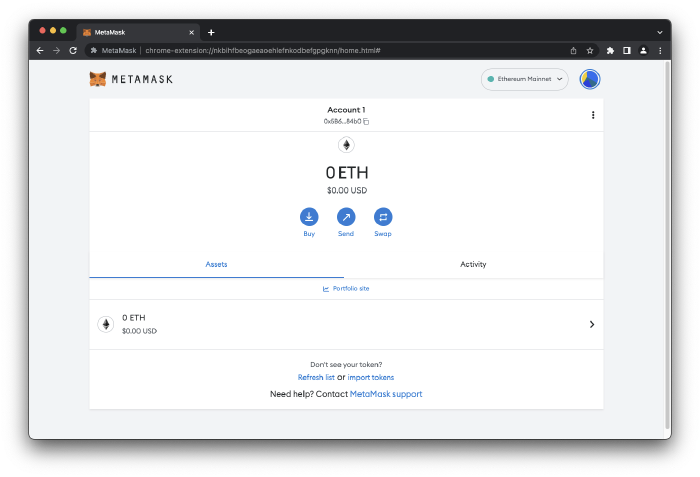 MetaMask
MetaMask | chrome-extension://nkbihfbeogaeaoehlefnkodbefgpgknn/home.html#
METAMASK
Ethereum Mainnet
Account 1
0x5B6...84b0
0 ETH
$0.00 USD
Buy
Send
Swap
Assets
Activity
Portfolio site
0 ETH
$0.00 USD
Don't see your token?
Refresh list or import tokens
Need help? Contact MetaMask support